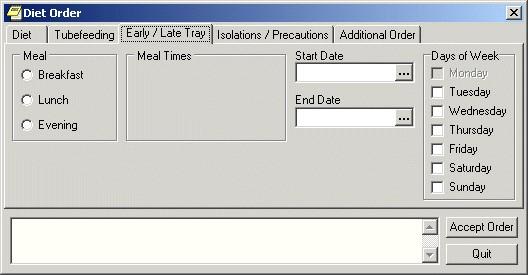 Diet Order
Diet Tubefeeding Early / Late Tray Isolations / Precautions Additional Order
Meal
Breakfast
Lunch
Evening
Meal Times
Start Date
...
End Date
...
Days of Week
Monday
Tuesday
Wednesday
Thursday
Friday
Saturday
Sunday
Accept Order
Quit